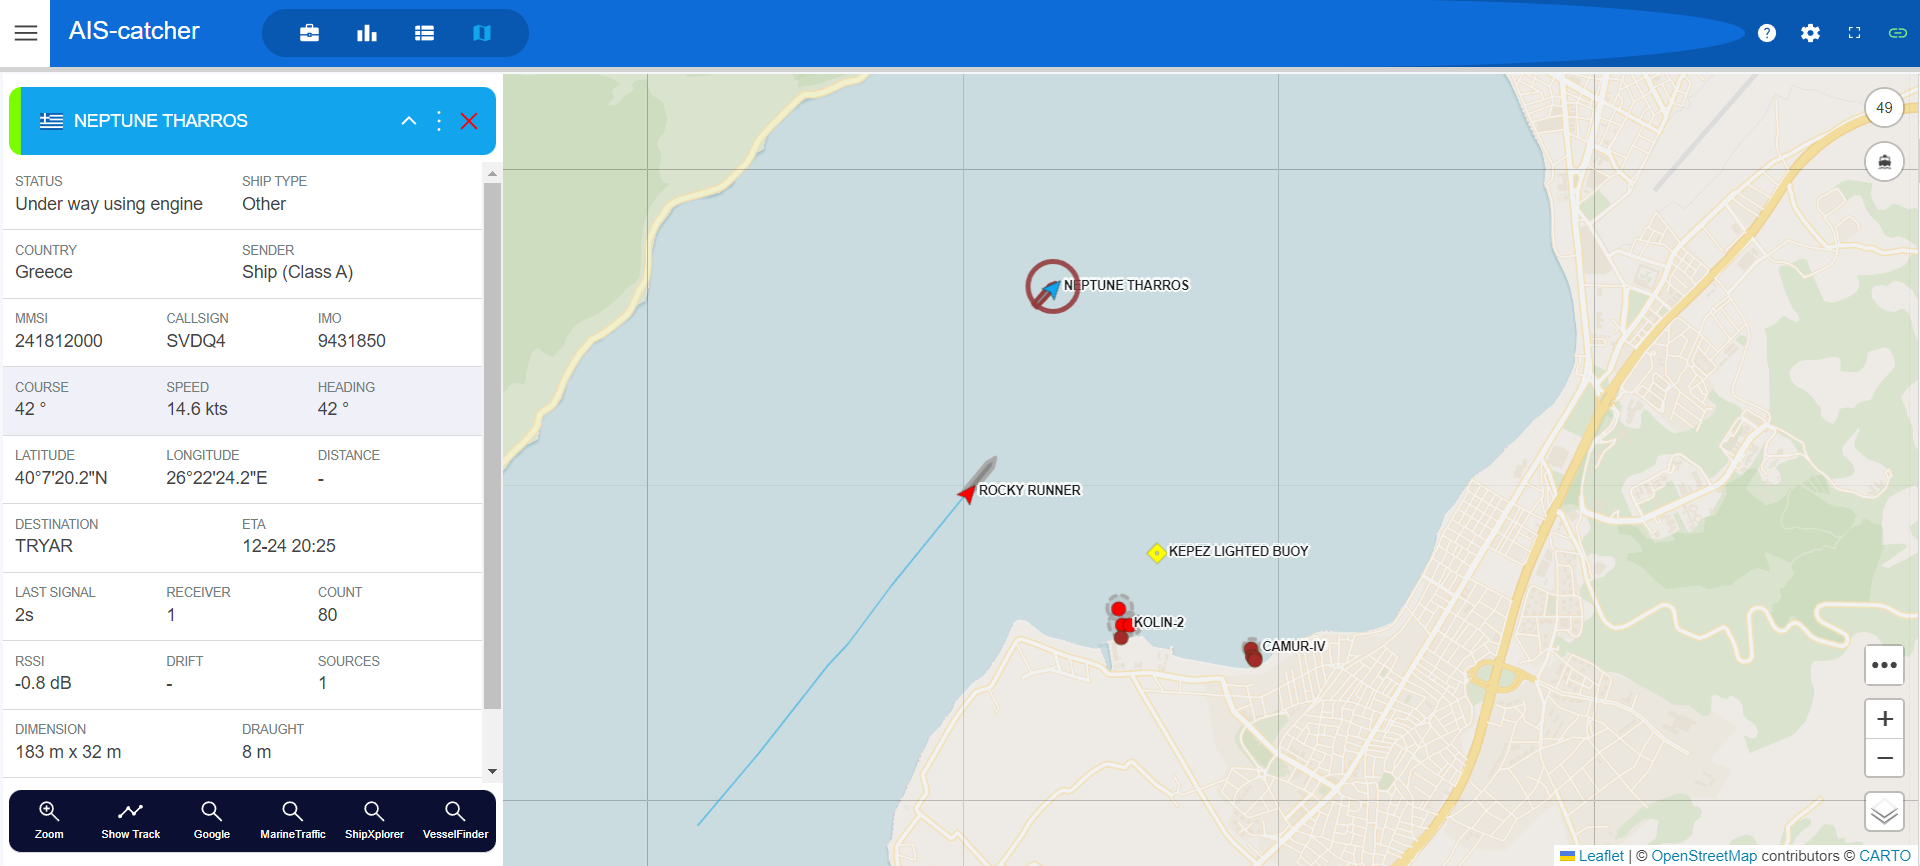 AIS-catcher
NEPTUNE THARROS
STATUS SHIP TYPE
Under way using engine Other
COUNTRY SENDER
Greece Ship (Class A)
MMSI CALLSIGN IMO
241812000 SVDQ4 9431850
COURSE SPEED HEADING
42 ° 14.6 kts 42 °
LATITUDE LONGITUDE DISTANCE
40°7'20.2"N 26°22'24.2"E -
DESTINATION ETA
TRYAR 12-24 20:25
LAST SIGNAL RECEIVER COUNT
2s 1 80
RSSI DRIFT SOURCES
-0.8 dB - 1
DIMENSION DRAUGHT
183 m x 32 m 8 m
Zoom Show Track Google MarineTraffic ShipXplorer VesselFinder
49
NEPTUNE THARROS
ROCKY RUNNER
KEPEZ LIGHTED BUOY
KOLIN-2
CAMUR-IV
+
−
Leaflet | © OpenStreetMap contributors © CARTO